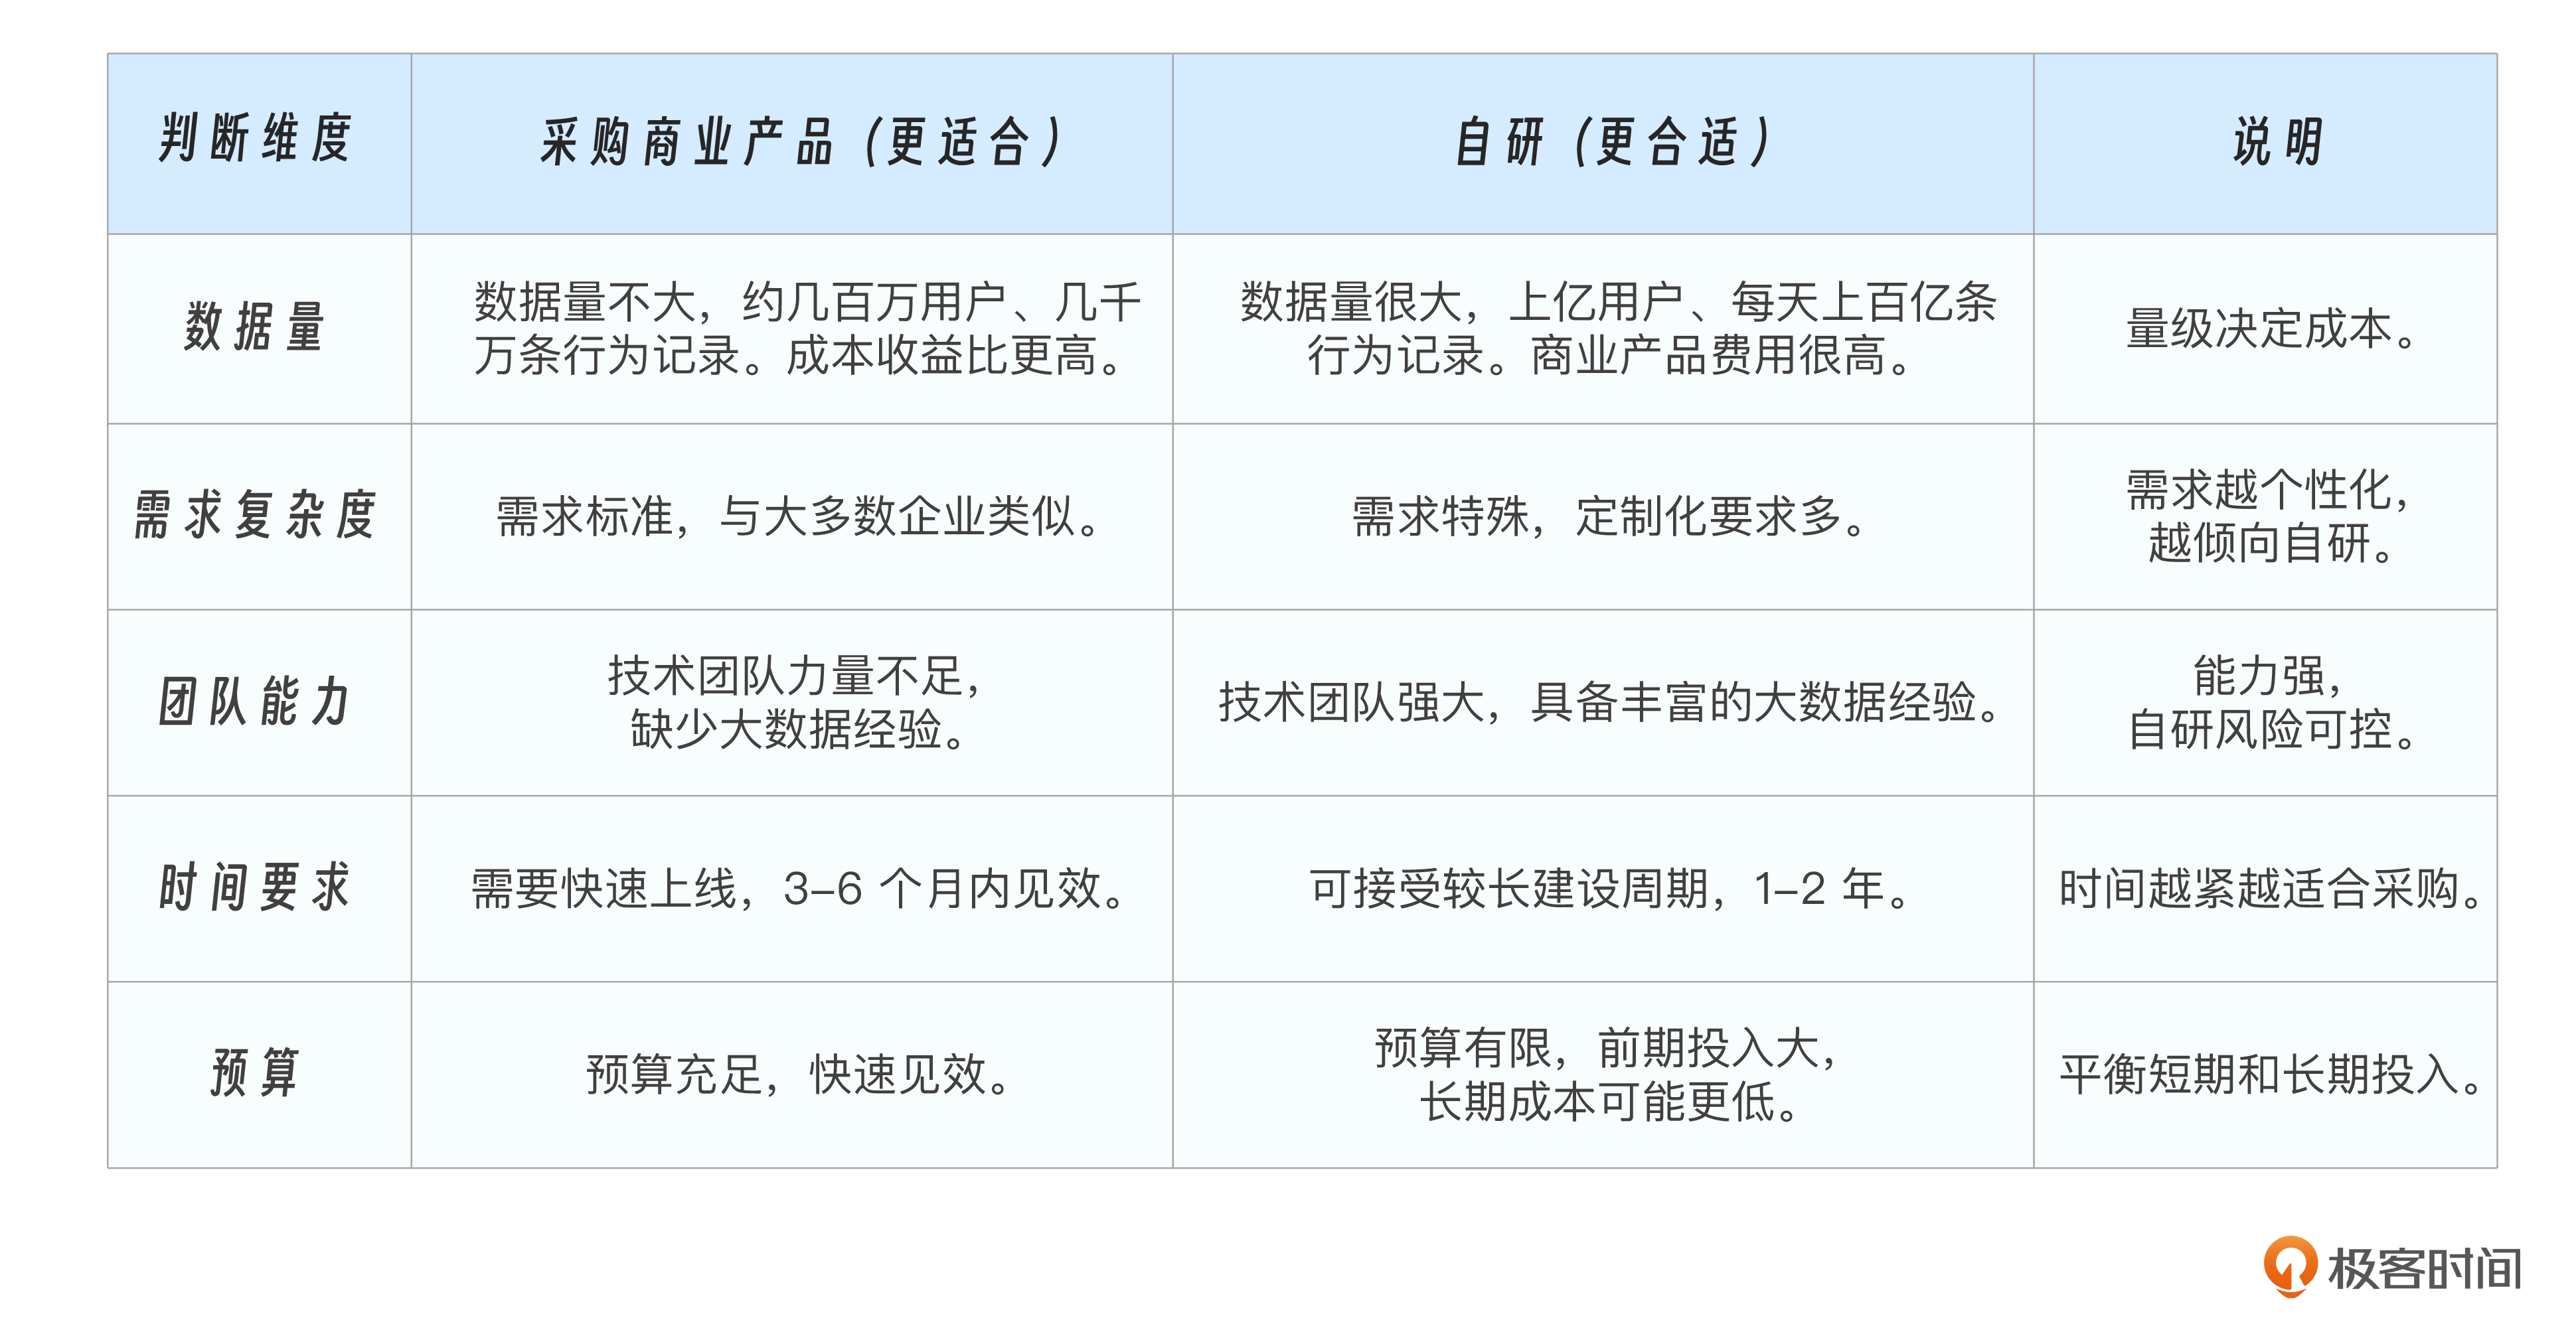 判断维度
采购商业产品（更适合）
自研（更合适）
说明
数据量
数据量不大，约几百万用户、几千
万条行为记录。成本收益比更高。
数据量很大，上亿用户、每天上百亿条
行为记录。商业产品费用很高。
量级决定成本。
需求复杂度
需求标准，与大多数企业类似。
需求特殊，定制化要求多。
需求越个性化，
越倾向自研。
团队能力
技术团队力量不足，
缺少大数据经验。
技术团队强大，具备丰富的大数据经验。
能力强，
自研风险可控。
时间要求
需要快速上线，3–6 个月内见效。
可接受较长建设周期，1–2 年。
时间越紧越适合采购。
预算
预算充足，快速见效。
预算有限，前期投入大，
长期成本可能更低。
平衡短期和长期投入。
极客时间